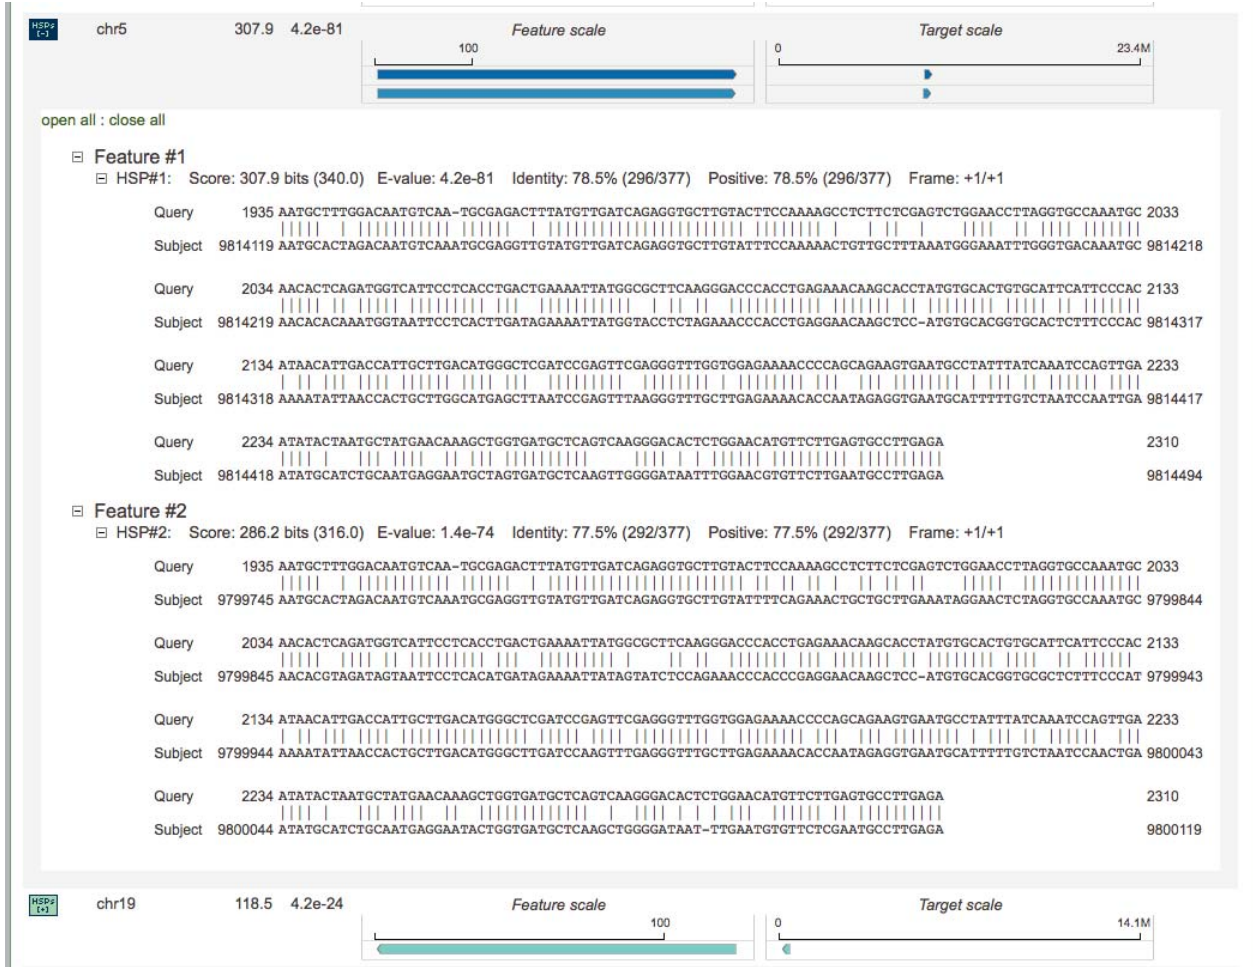 HSPs
[-]
chr5 307.9 4.2e-81 Feature scale Target scale
100 0 23.4M
open all : close all
Feature #1
HSP#1: Score: 307.9 bits (340.0) E-value: 4.2e-81 Identity: 78.5% (296/377) Positive: 78.5% (296/377) Frame: +1/+1
Query 1935 AATGCTTTGGACAATGTCAA-TGCGAGACTTTATGTTGATCAGAGGTGCTTGTACTTCCAAAAGCCTCTTCTCGAGTCTGGAACCTTAGGTGCCAAATGC 2033
Subject 9814119 AATGCACTAGACAATGTCAAATGCGAGGTTGTATGTTGATCAGAGGTGCTTGTATTTCCAAAAACTGTTGCTTTAAATGGGAAATTTGGGTGACAAATGC 9814218
Query 2034 AACACTCAGATGGTCATTCCTCACCTGACTGAAAATTATGGCGCTTCAAGGGACCCACCTGAGAAACAAGCACCTATGTGCACTGTGCATTCATTCCCAC 2133
Subject 9814219 AACACACAAATGGTAATTCCTCACTTGATAGAAAATTATGGTACCTCTAGAAACCCACCTGAGGAACAAGCTCC-ATGTGCACGGTGCACTCTTTCCCAC 9814317
Query 2134 ATAACATTGACCATTGCTTGACATGGGCTCGATCCGAGTTCGAGGGTTTGGTGGAGAAAACCCCAGCAGAAGTGAATGCCTATTTATCAAATCCAGTTGA 2233
Subject 9814318 AAAATATTAACCACTGCTTGGCATGAGCTTAATCCGAGTTTAAGGGTTTGCTTGAGAAAACACCAATAGAGGTGAATGCATTTTTGTCTAATCCAATTGA 9814417
Query 2234 ATATACTAATGCTATGAACAAAGCTGGTGATGCTCAGTCAAGGGACACTCTGGAACATGTTCTTGAGTGCCTTGAGA 2310
Subject 9814418 ATATGCATCTGCAATGAGGAATGCTAGTGATGCTCAAGTTGGGGATAATTTGGAACGTGTTCTTGAATGCCTTGAGA 9814494
Feature #2
HSP#2: Score: 286.2 bits (316.0) E-value: 1.4e-74 Identity: 77.5% (292/377) Positive: 77.5% (292/377) Frame: +1/+1
Query 1935 AATGCTTTGGACAATGTCAA-TGCGAGACTTTATGTTGATCAGAGGTGCTTGTACTTCCAAAAGCCTCTTCTCGAGTCTGGAACCTTAGGTGCCAAATGC 2033
Subject 9799745 AATGCACTAGACAATGTCAAATGCGAGGTTGTATGTTGATCAGAGGTGCTTGTATTTTCAGAAACTGCTGCTTGAAATAGGAACTCTAGGTGCCAAATGC 9799844
Query 2034 AACACTCAGATGGTCATTCCTCACCTGACTGAAAATTATGGCGCTTCAAGGGACCCACCTGAGAAACAAGCACCTATGTGCACTGTGCATTCATTCCCAC 2133
Subject 9799845 AACACGTAGATAGTAATTCCTCACATGATAGAAAATTATAGTATCTCCAGAAACCCACCCGAGGAACAAGCTCC-ATGTGCACGGTGCGCTCTTTCCCAT 9799943
Query 2134 ATAACATTGACCATTGCTTGACATGGGCTCGATCCGAGTTCGAGGGTTTGGTGGAGAAAACCCCAGCAGAAGTGAATGCCTATTTATCAAATCCAGTTGA 2233
Subject 9799944 AAAATATTAACCACTGCTTGACATGGGCTTGATCCAAGTTTGAGGGTTTGCTTGAGAAAACACCAATAGAGGTGAATGCATTTTTGTCTAATCCAACTGA 9800043
Query 2234 ATATACTAATGCTATGAACAAAGCTGGTGATGCTCAGTCAAGGGACACTCTGGAACATGTTCTTGAGTGCCTTGAGA 2310
Subject 9800044 ATATGCATCTGCAATGAGGAATACTGGTGATGCTCAAGCTGGGGATAAT-TTGAATGTGTTCTCGAATGCCTTGAGA 9800119
HSPs
[+]
chr19 118.5 4.2e-24 Feature scale Target scale
100 0 14.1M